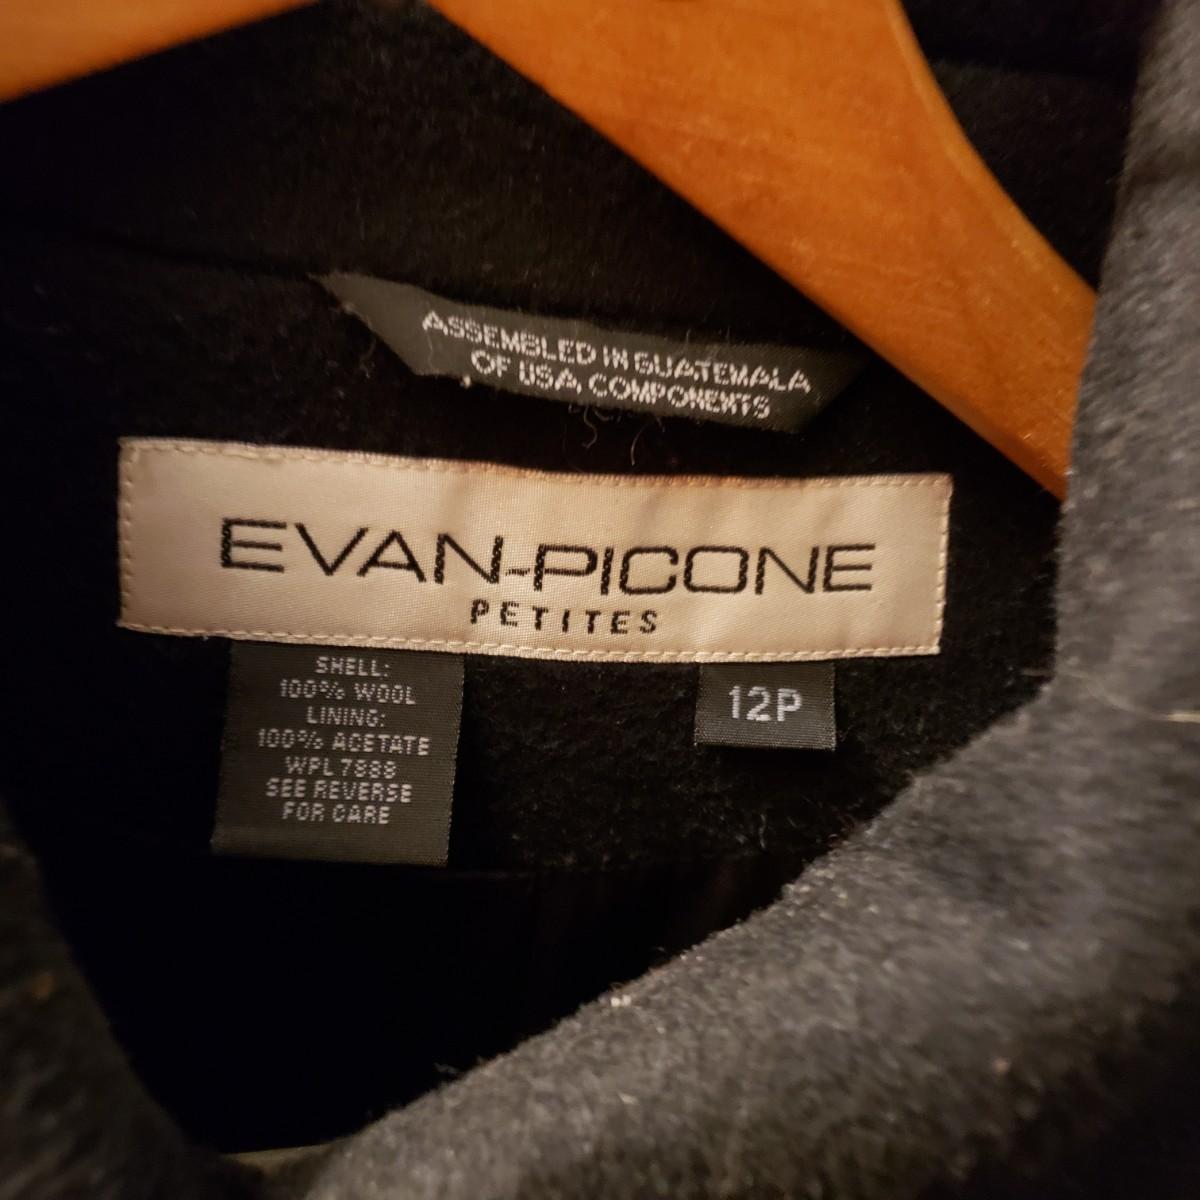 ASSEMBLED IN GUATEMALA
OF USA, COMPONENTS
EVAN-PICONE
PETITES
SHELL:
100% WOOL
LINING:
100% ACETATE
WPL 7888
SEE REVERSE
FOR CARE
12P